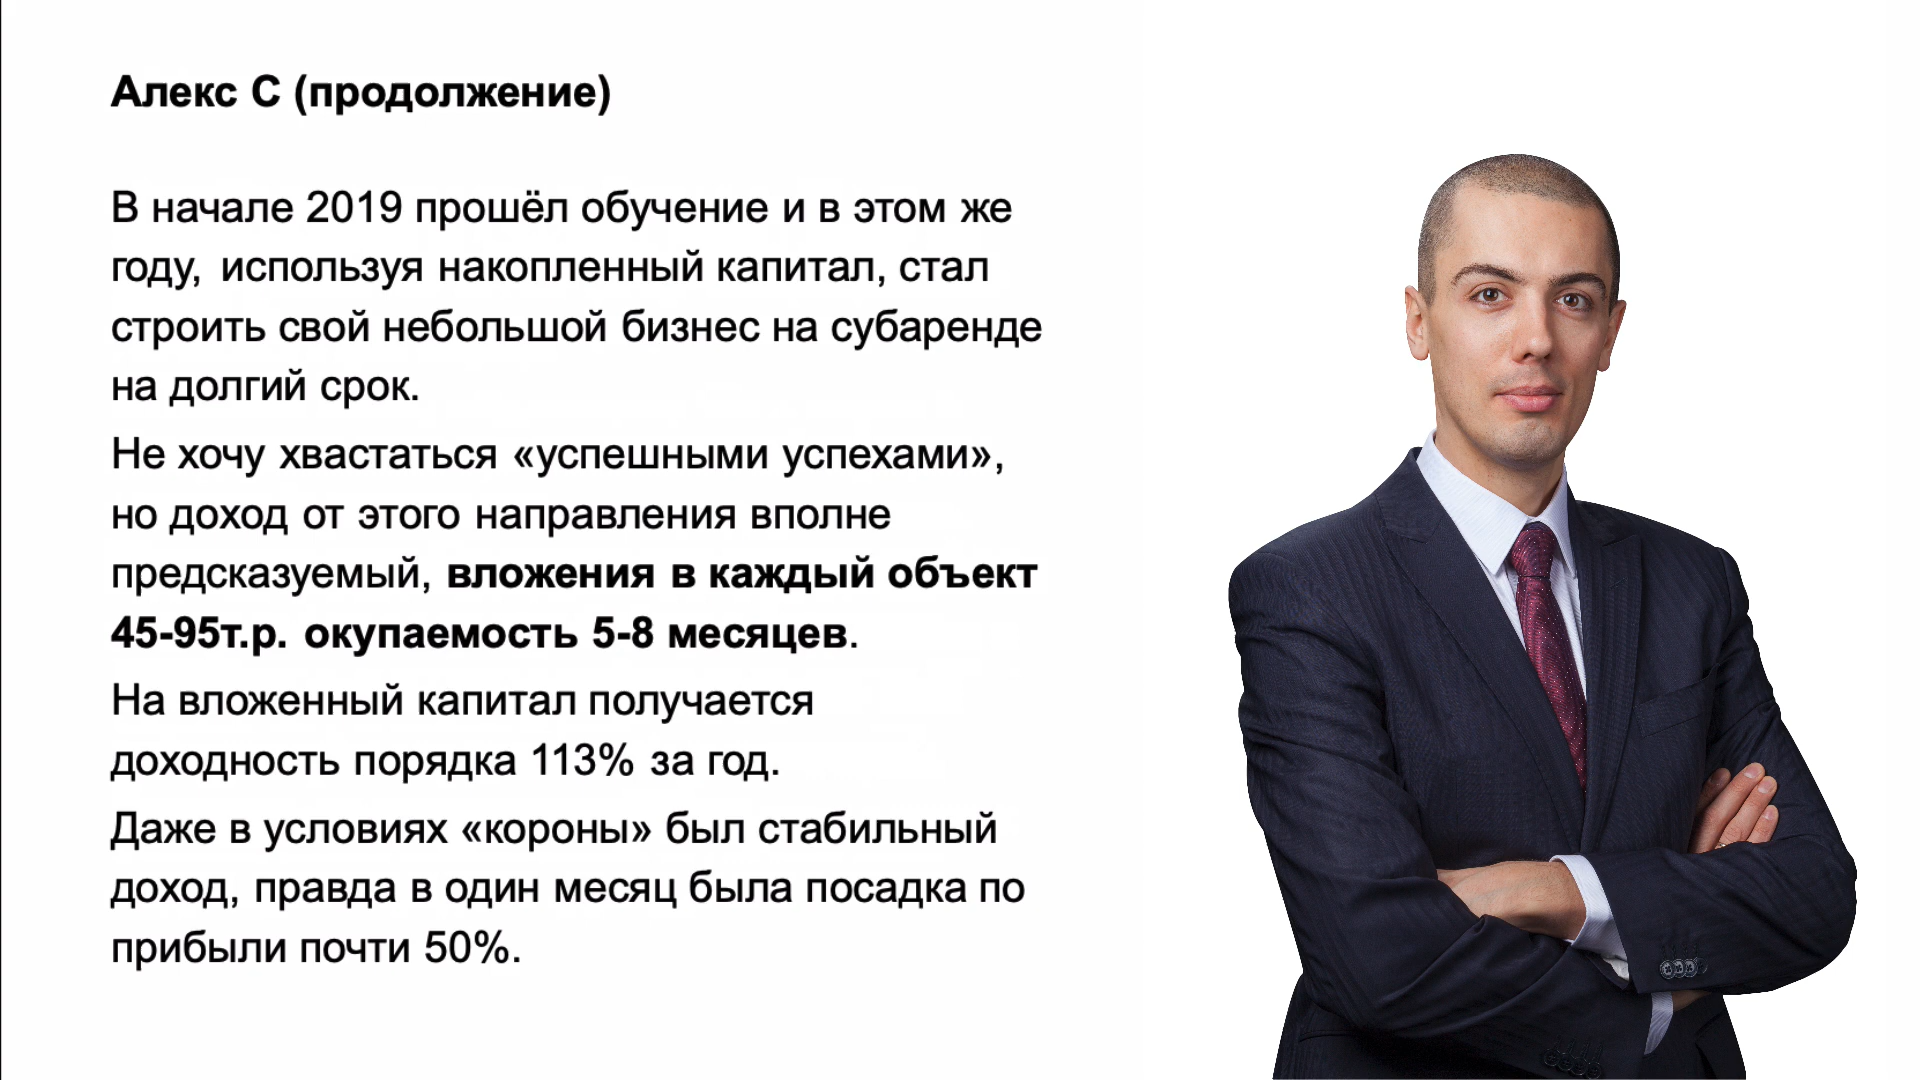 Алекс С (продолжение)
В начале 2019 прошёл обучение и в этом же
году, используя накопленный капитал, стал
строить свой небольшой бизнес на субаренде
на долгий срок.
Не хочу хвастаться «успешными успехами»,
но доход от этого направления вполне
предсказуемый, вложения в каждый объект
45-95т.р. окупаемость 5-8 месяцев.
На вложенный капитал получается
доходность порядка 113% за год.
Даже в условиях «короны» был стабильный
доход, правда в один месяц была посадка по
прибыли почти 50%.